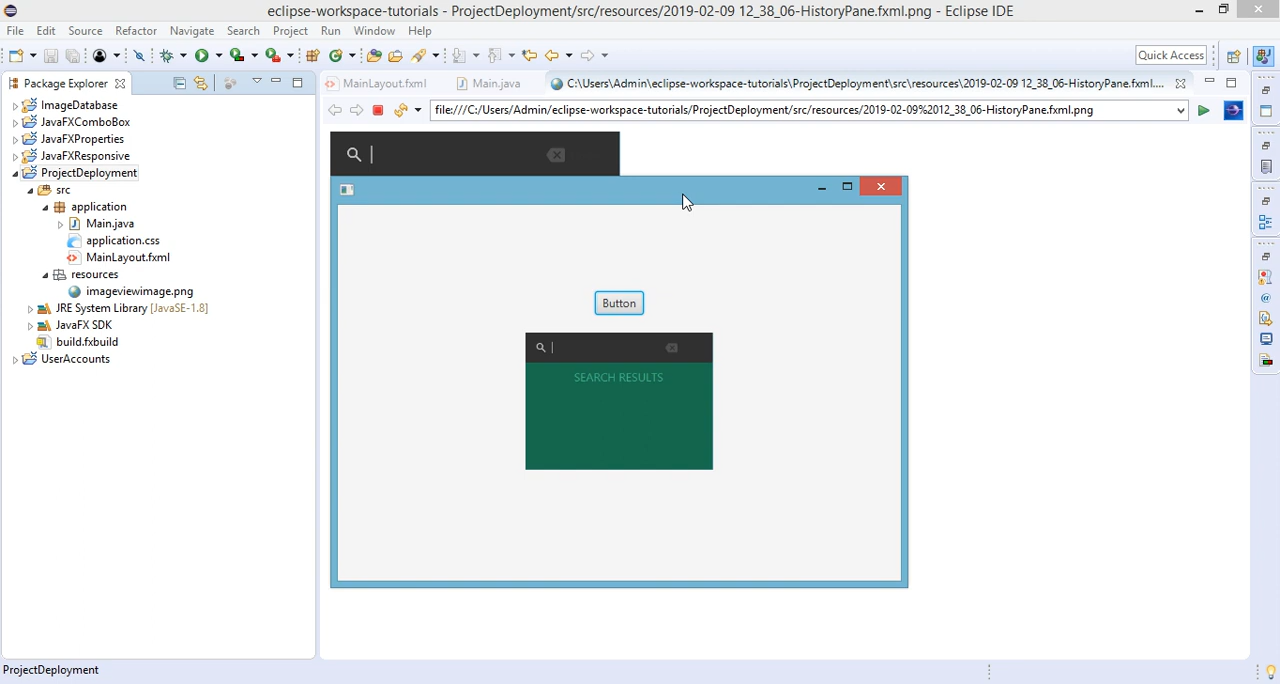 eclipse-workspace-tutorials - ProjectDeployment/src/resources/2019-02-09 12_38_06-HistoryPane.fxml.png - Eclipse IDE
File Edit Source Refactor Navigate Search Project Run Window Help
Quick Access
Package Explorer
MainLayout.fxml
Main.java
C:\Users\Admin\eclipse-workspace-tutorials\ProjectDeployment\src\resources\2019-02-09 12_38_06-HistoryPane.fxml....
file:///C:/Users/Admin/eclipse-workspace-tutorials/ProjectDeployment/src/resources/2019-02-09%2012_38_06-HistoryPane.fxml.png
ImageDatabase
JavaFXComboBox
JavaFXProperties
JavaFXResponsive
ProjectDeployment
src
application
Main.java
application.css
MainLayout.fxml
resources
imageviewimage.png
JRE System Library [JavaSE-1.8]
JavaFX SDK
build.fxbuild
UserAccounts
Button
SEARCH RESULTS
ProjectDeployment